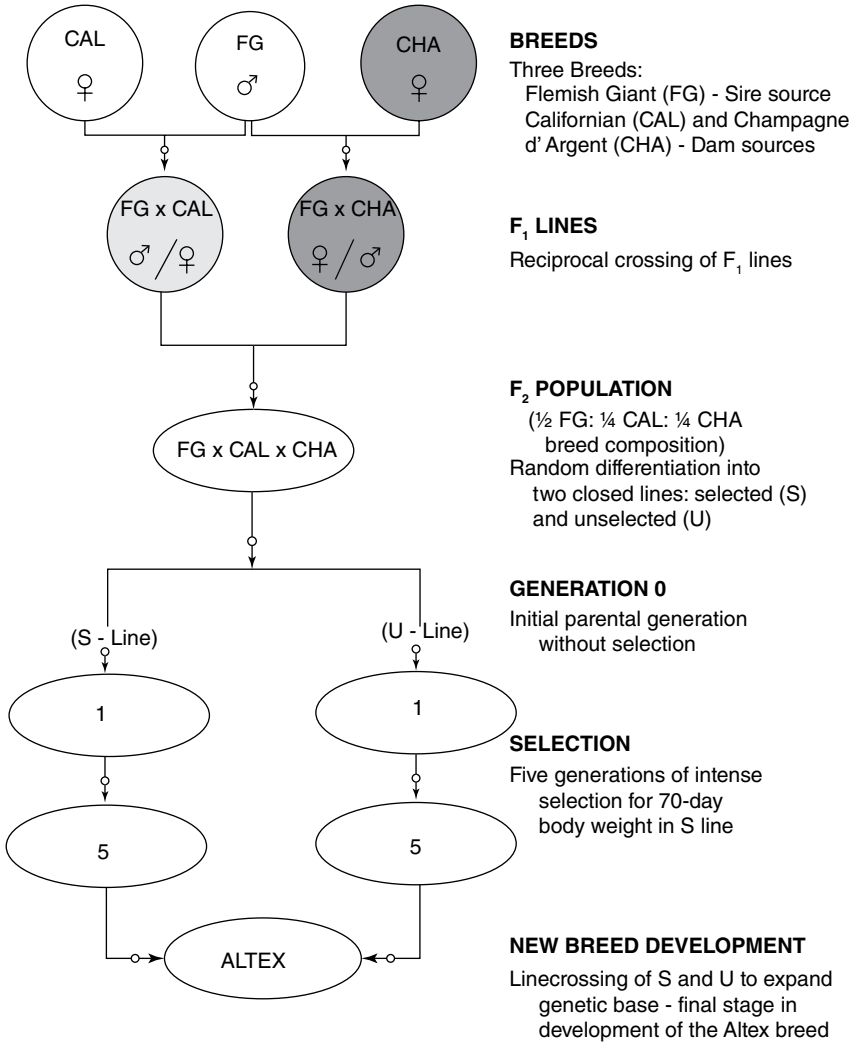 CAL
♀
FG
♂
CHA
♀
BREEDS
Three Breeds:
Flemish Giant (FG) - Sire source
Californian (CAL) and Champagne
d' Argent (CHA) - Dam sources
FG x CAL
♂/♀
FG x CHA
♀/♂
F₁ LINES
Reciprocal crossing of F₁ lines
FG x CAL x CHA
F₂ POPULATION
(½ FG: ¼ CAL: ¼ CHA
breed composition)
Random differentiation into
two closed lines: selected (S)
and unselected (U)
(S - Line)
(U - Line)
GENERATION 0
Initial parental generation
without selection
1
1
SELECTION
Five generations of intense
selection for 70-day
body weight in S line
5
5
ALTEX
NEW BREED DEVELOPMENT
Linecrossing of S and U to expand
genetic base - final stage in
development of the Altex breed